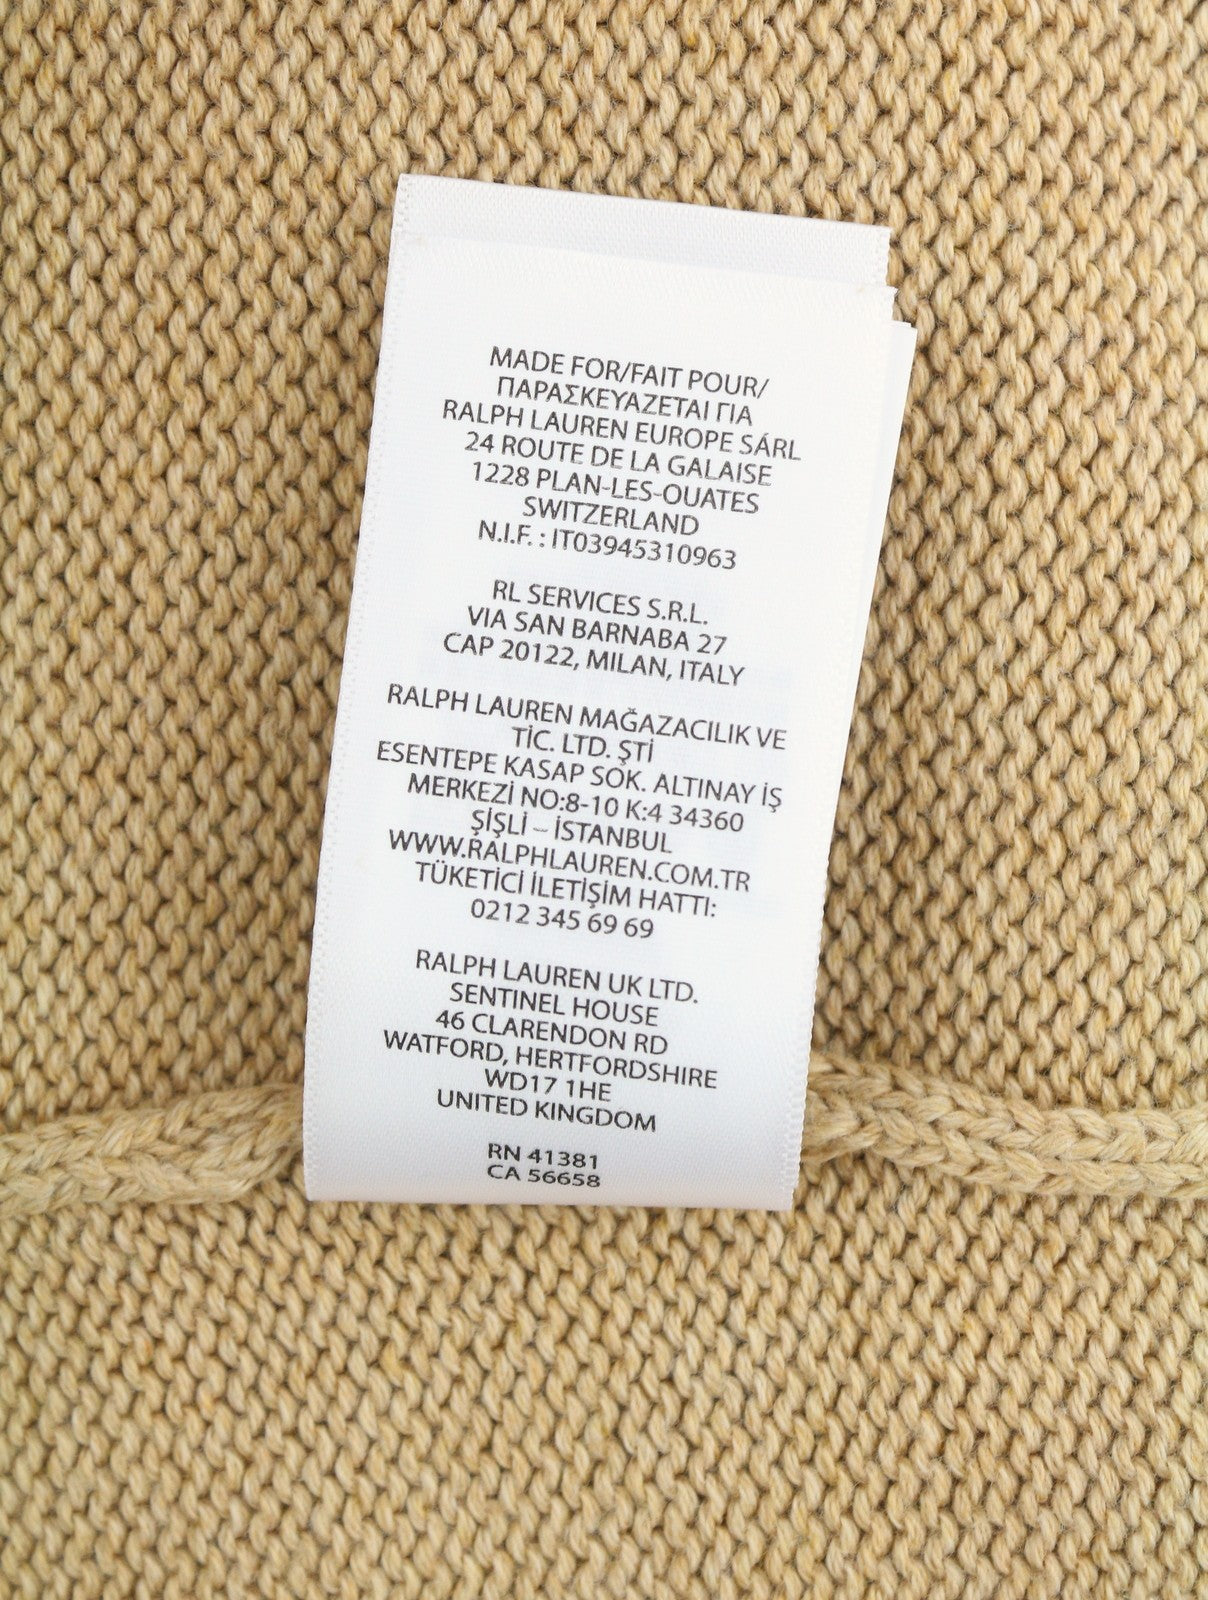 MADE FOR/FAIT POUR/
ΠΑΡΑΣΚΕΥΑΖΕΤΑΙ ΓΙΑ
RALPH LAUREN EUROPE SÁRL
24 ROUTE DE LA GALAISE
1228 PLAN-LES-OUATES
SWITZERLAND
N.I.F. : IT03945310963
RL SERVICES S.R.L.
VIA SAN BARNABA 27
CAP 20122, MILAN, ITALY
RALPH LAUREN MAĞAZACILIK VE
TİC. LTD. ŞTİ
ESENTEPE KASAP SOK. ALTINAY İŞ
MERKEZİ NO:8-10 K:4 34360
ŞİŞLİ – İSTANBUL
WWW.RALPHLAUREN.COM.TR
TÜKETİCİ İLETİŞİM HATTI:
0212 345 69 69
RALPH LAUREN UK LTD.
SENTINEL HOUSE
46 CLARENDON RD
WATFORD, HERTFORDSHIRE
WD17 1HE
UNITED KINGDOM
RN 41381
CA 56658